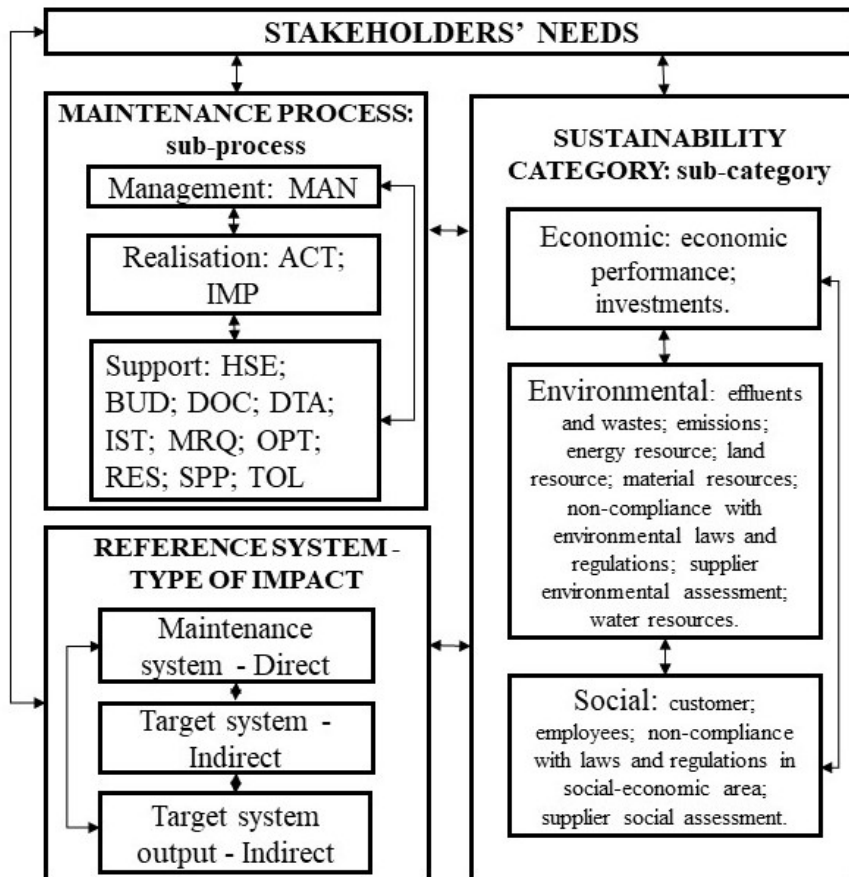 STAKEHOLDERS' NEEDS
MAINTENANCE PROCESS:
sub-process
Management: MAN
Realisation: ACT;
IMP
Support: HSE;
BUD; DOC; DTA;
IST; MRQ; OPT;
RES; SPP; TOL
REFERENCE SYSTEM -
TYPE OF IMPACT
Maintenance
system - Direct
Target system -
Indirect
Target system
output - Indirect
SUSTAINABILITY
CATEGORY: sub-category
Economic: economic
performance;
investments.
Environmental: effluents
and wastes; emissions;
energy resource; land
resource; material resources;
non-compliance with
environmental laws and
regulations; supplier
environmental assessment;
water resources.
Social: customer;
employees; non-compliance
with laws and regulations in
social-economic area;
supplier social assessment.